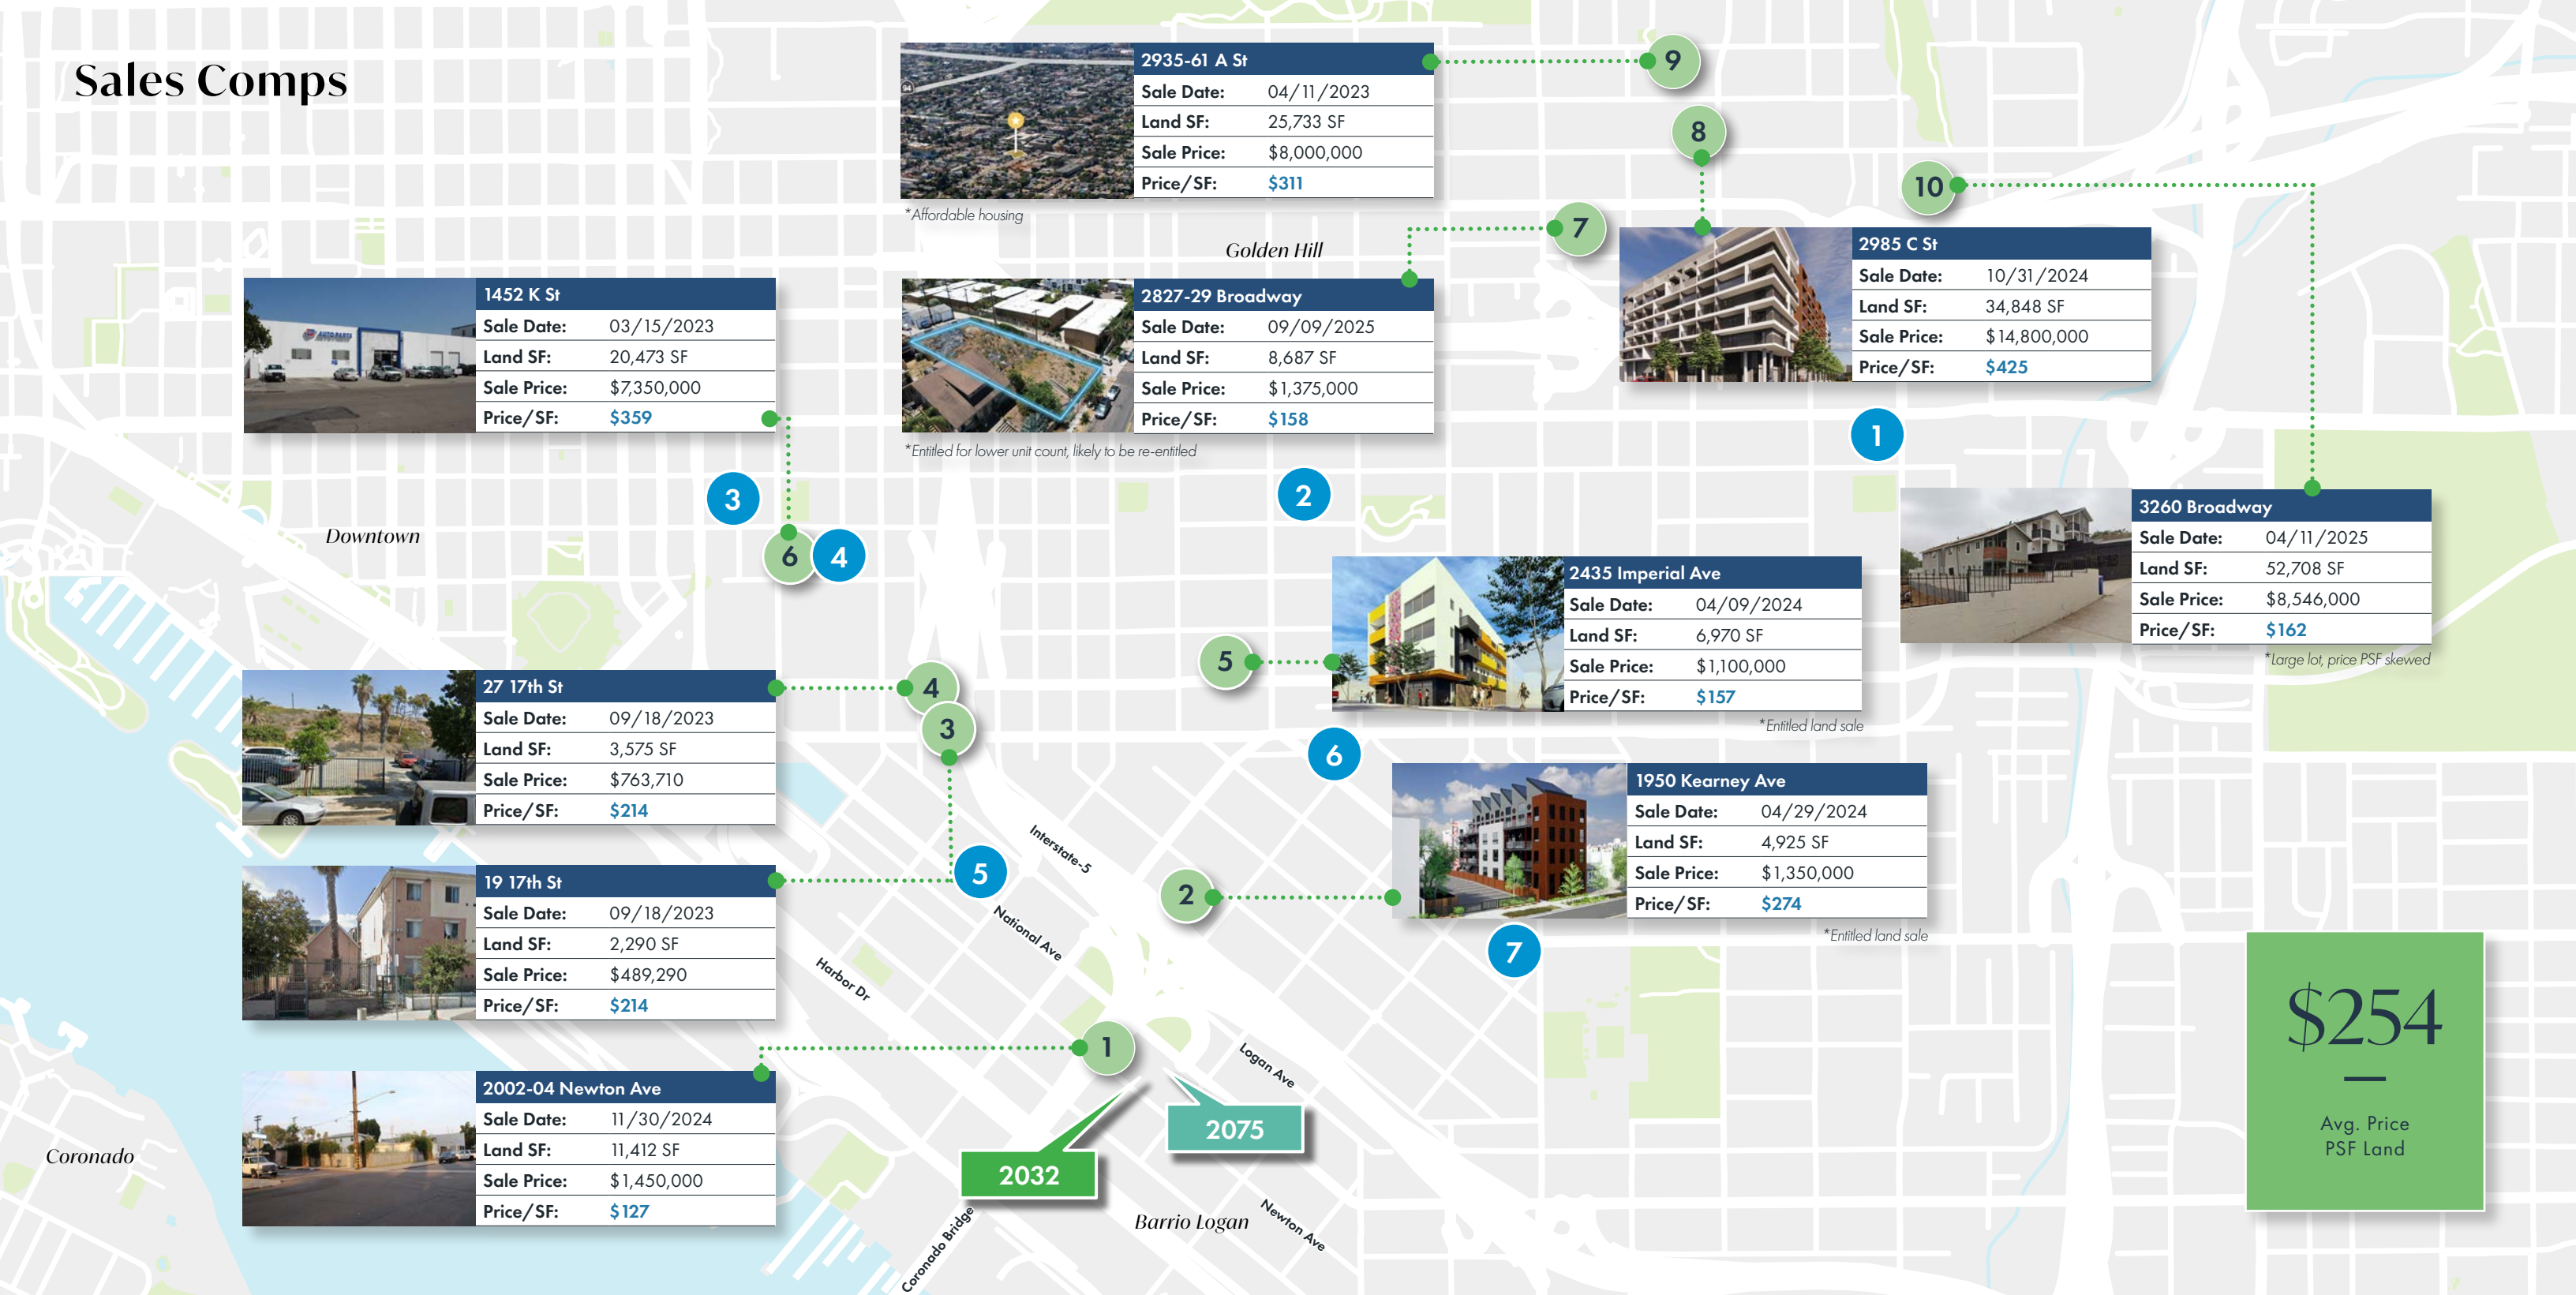 Sales Comps
2935-61 A St
Sale Date: 04/11/2023
Land SF: 25,733 SF
Sale Price: $8,000,000
Price/SF: $311
*Affordable housing
9
8
10
7
Golden Hill
2985 C St
Sale Date: 10/31/2024
Land SF: 34,848 SF
Sale Price: $14,800,000
Price/SF: $425
1452 K St
Sale Date: 03/15/2023
Land SF: 20,473 SF
Sale Price: $7,350,000
Price/SF: $359
AUTO PARTS
2827-29 Broadway
Sale Date: 09/09/2025
Land SF: 8,687 SF
Sale Price: $1,375,000
Price/SF: $158
*Entitled for lower unit count, likely to be re-entitled
1
3
2
Downtown
6
4
3260 Broadway
Sale Date: 04/11/2025
Land SF: 52,708 SF
Sale Price: $8,546,000
Price/SF: $162
*Large lot, price PSF skewed
2435 Imperial Ave
Sale Date: 04/09/2024
Land SF: 6,970 SF
Sale Price: $1,100,000
Price/SF: $157
*Entitled land sale
5
27 17th St
Sale Date: 09/18/2023
Land SF: 3,575 SF
Sale Price: $763,710
Price/SF: $214
4
3
6
1950 Kearney Ave
Sale Date: 04/29/2024
Land SF: 4,925 SF
Sale Price: $1,350,000
Price/SF: $274
*Entitled land sale
Interstate-5
5
2
National Ave
7
19 17th St
Sale Date: 09/18/2023
Land SF: 2,290 SF
Sale Price: $489,290
Price/SF: $214
Harbor Dr
1
Logan Ave
2002-04 Newton Ave
Sale Date: 11/30/2024
Land SF: 11,412 SF
Sale Price: $1,450,000
Price/SF: $127
2075
2032
Coronado
Barrio Logan
Newton Ave
Coronado Bridge
$254
Avg. Price
PSF Land